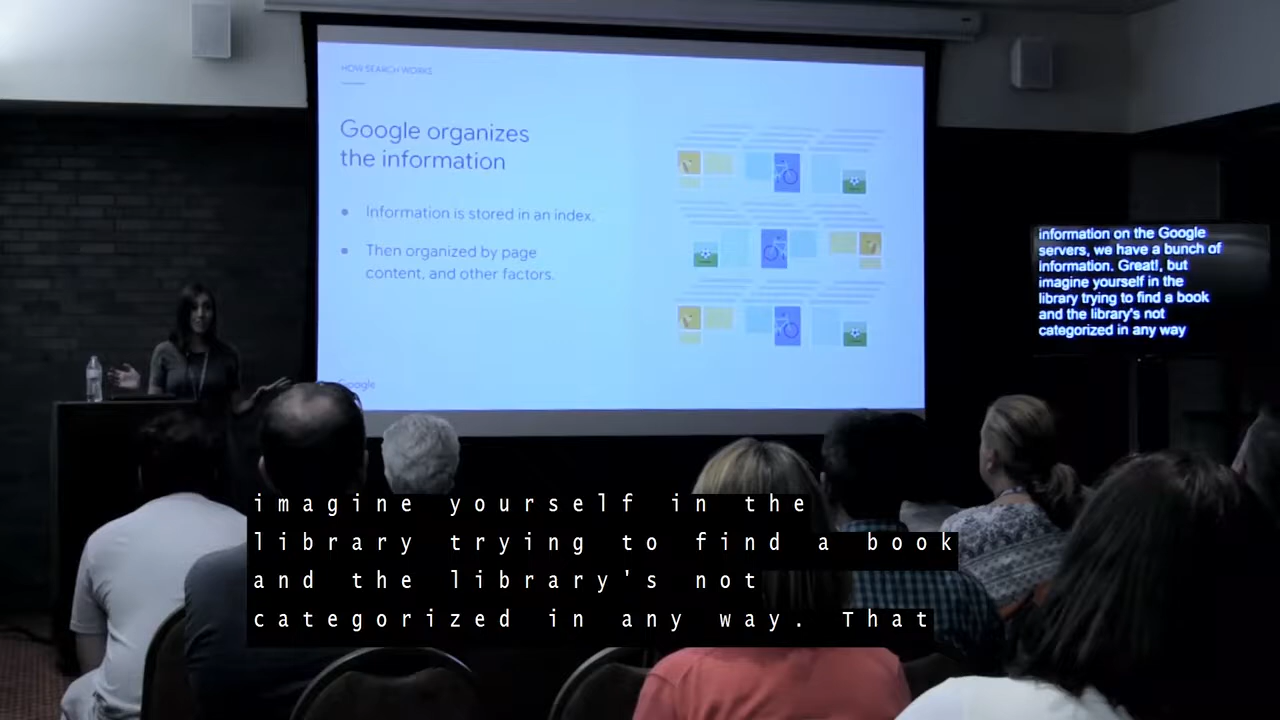 HOW SEARCH WORKS
Google organizes
the information
• Information is stored in an index.
• Then organized by page
content, and other factors.
Google
information on the Google
servers, we have a bunch of
information. Great!, but
imagine yourself in the
library trying to find a book
and the library's not
categorized in any way
imagine yourself in the
library trying to find a book
and the library's not
categorized in any way. That